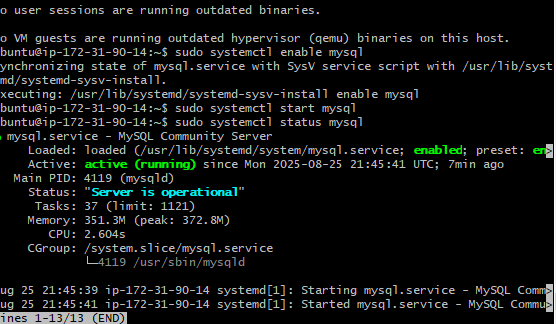 o user sessions are running outdated binaries.
o VM guests are running outdated hypervisor (qemu) binaries on this host.
buntu@ip-172-31-90-14:~$ sudo systemctl enable mysql
ynchronizing state of mysql.service with SysV service script with /usr/lib/syst
md/systemd-sysv-install.
xecuting: /usr/lib/systemd/systemd-sysv-install enable mysql
buntu@ip-172-31-90-14:~$ sudo systemctl start mysql
buntu@ip-172-31-90-14:~$ sudo systemctl status mysql
mysql.service - MySQL Community Server
Loaded: loaded (/usr/lib/systemd/system/mysql.service; enabled; preset: en>
Active: active (running) since Mon 2025-08-25 21:45:41 UTC; 7min ago
Main PID: 4119 (mysqld)
Status: "Server is operational"
Tasks: 37 (limit: 1121)
Memory: 351.3M (peak: 372.8M)
CPU: 2.604s
CGroup: /system.slice/mysql.service
└─4119 /usr/sbin/mysqld
ug 25 21:45:39 ip-172-31-90-14 systemd[1]: Starting mysql.service - MySQL Comm>
ug 25 21:45:41 ip-172-31-90-14 systemd[1]: Started mysql.service - MySQL Commu>
ines 1-13/13 (END)